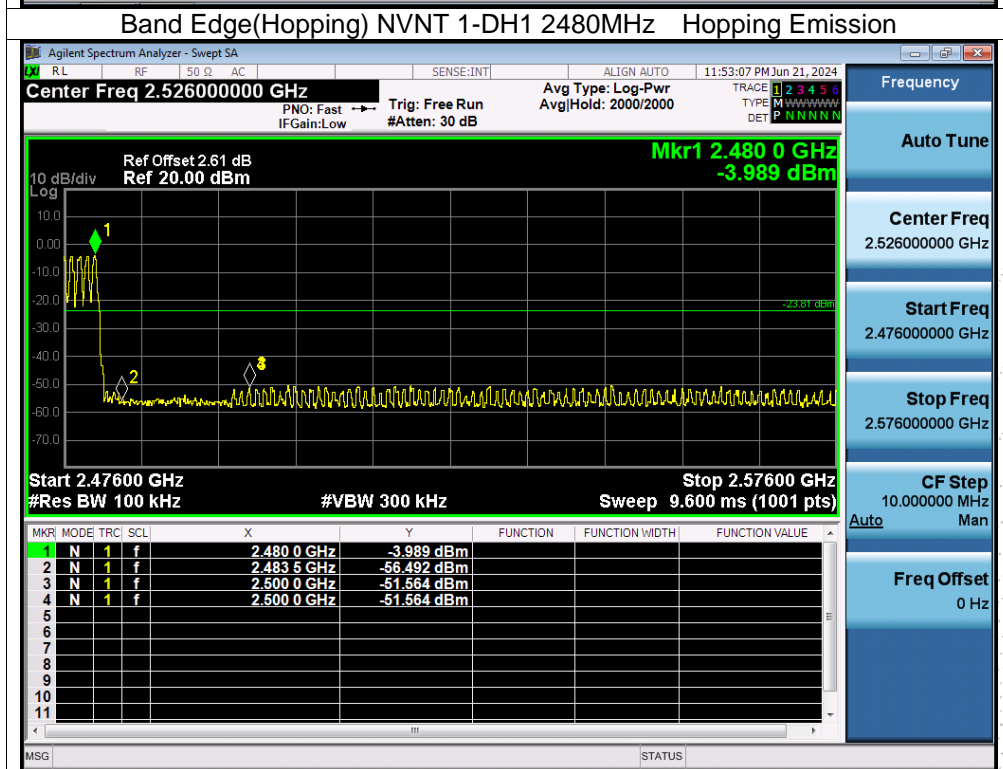 Band Edge(Hopping) NVNT 1-DH1 2480MHz Hopping Emission
Agilent Spectrum Analyzer - Swept SA
LXI RL RF 50 Ω AC SENSE:INT ALIGN AUTO 11:53:07 PM Jun 21, 2024
Center Freq 2.526000000 GHz
PNO: Fast
IFGain:Low
Trig: Free Run
#Atten: 30 dB
Avg Type: Log-Pwr
Avg|Hold: 2000/2000
TRACE 1 2 3 4 5 6
TYPE M WWWWW
DET P N N N N N
Frequency
Auto Tune
Center Freq
2.526000000 GHz
Start Freq
2.476000000 GHz
Stop Freq
2.576000000 GHz
CF Step
10.000000 MHz
Auto Man
Freq Offset
0 Hz
Mkr1 2.480 0 GHz
-3.989 dBm
Ref Offset 2.61 dB
10 dB/div Ref 20.00 dBm
Log
10.0
0.00
-10.0
-20.0
-30.0
-40.0
-50.0
-60.0
-70.0
1
2
-23.81 dBm
Start 2.47600 GHz Stop 2.57600 GHz
#Res BW 100 kHz #VBW 300 kHz Sweep 9.600 ms (1001 pts)
MKR MODE TRC SCL X Y FUNCTION FUNCTION WIDTH FUNCTION VALUE
1 N 1 f 2.480 0 GHz -3.989 dBm
2 N 1 f 2.483 5 GHz -56.492 dBm
3 N 1 f 2.500 0 GHz -51.564 dBm
4 N 1 f 2.500 0 GHz -51.564 dBm
5
6
7
8
9
10
11
MSG STATUS